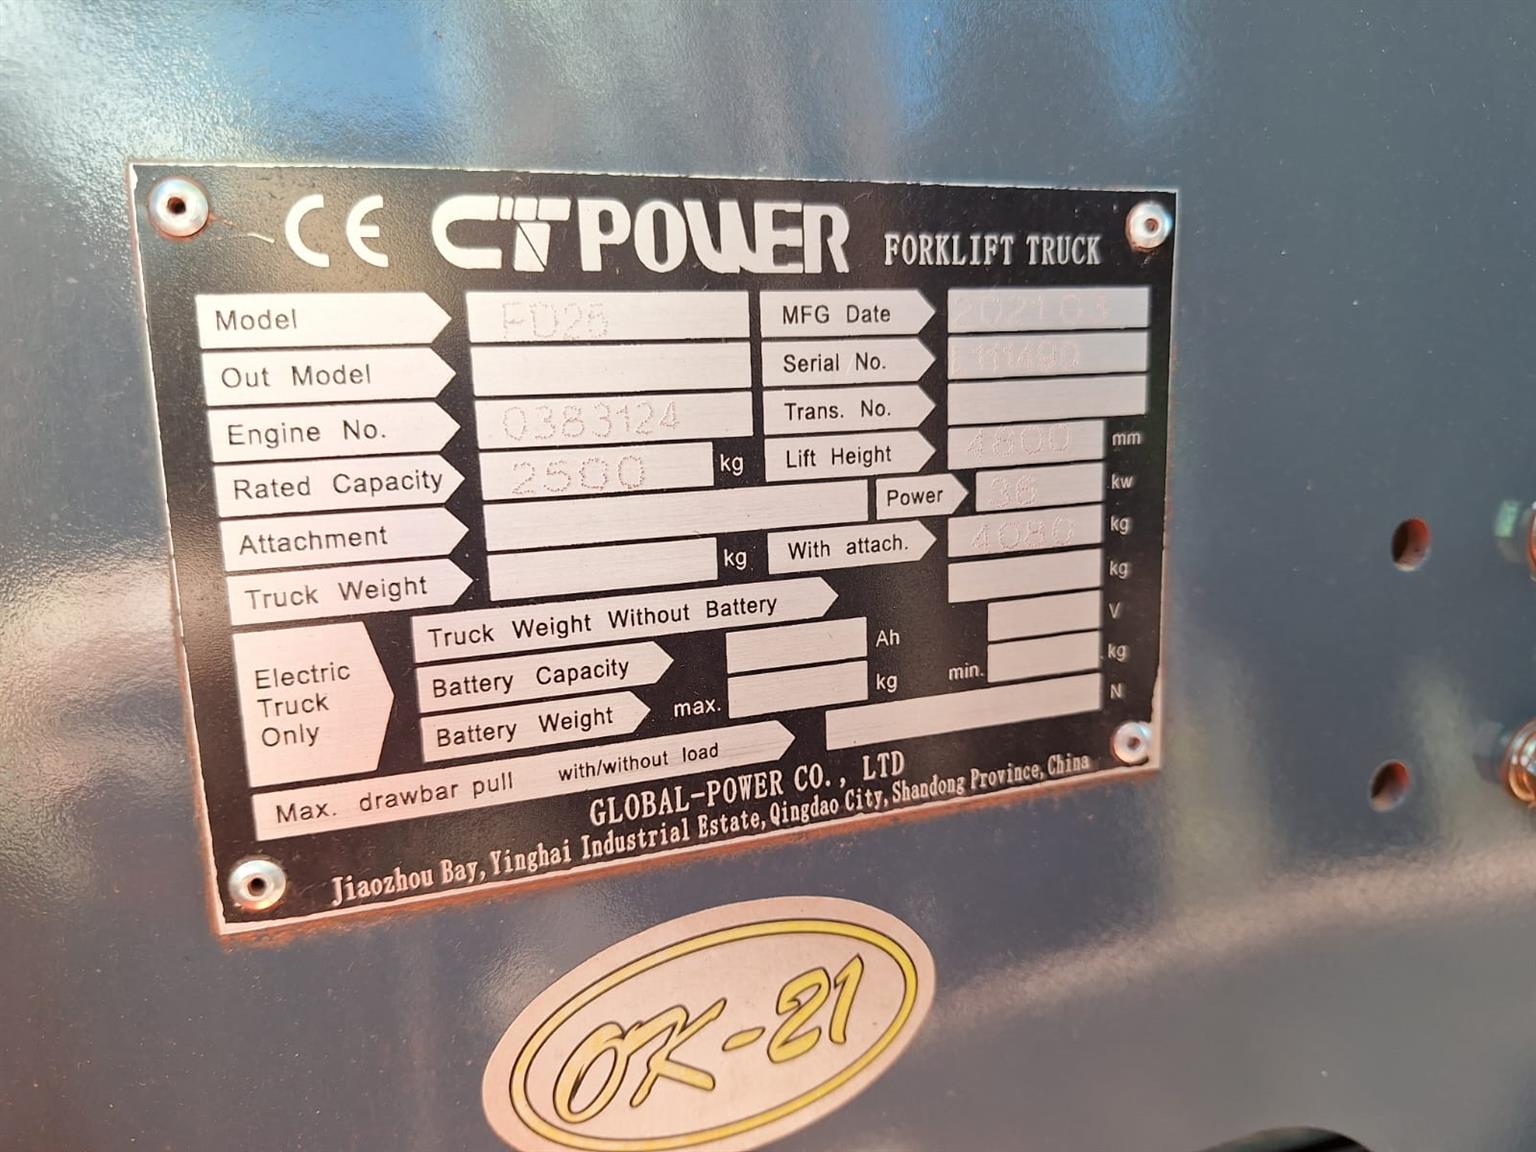 CE CTPOWER FORKLIFT TRUCK
Model FD25 MFG Date 202103
Out Model Serial No.
Engine No. 0383124 Trans. No.
Rated Capacity 2500 kg Lift Height 4800 mm
Attachment Power 36 kw
Truck Weight kg With attach. 4080 kg
Truck Weight Without Battery kg
Electric Truck Only
Battery Capacity Ah V
Battery Weight max. kg min. kg
Max. drawbar pull with/without load N
GLOBAL-POWER CO., LTD
Jiaozhou Bay, Yinghai Industrial Estate, Qingdao City, Shandong Province, China
OK-21